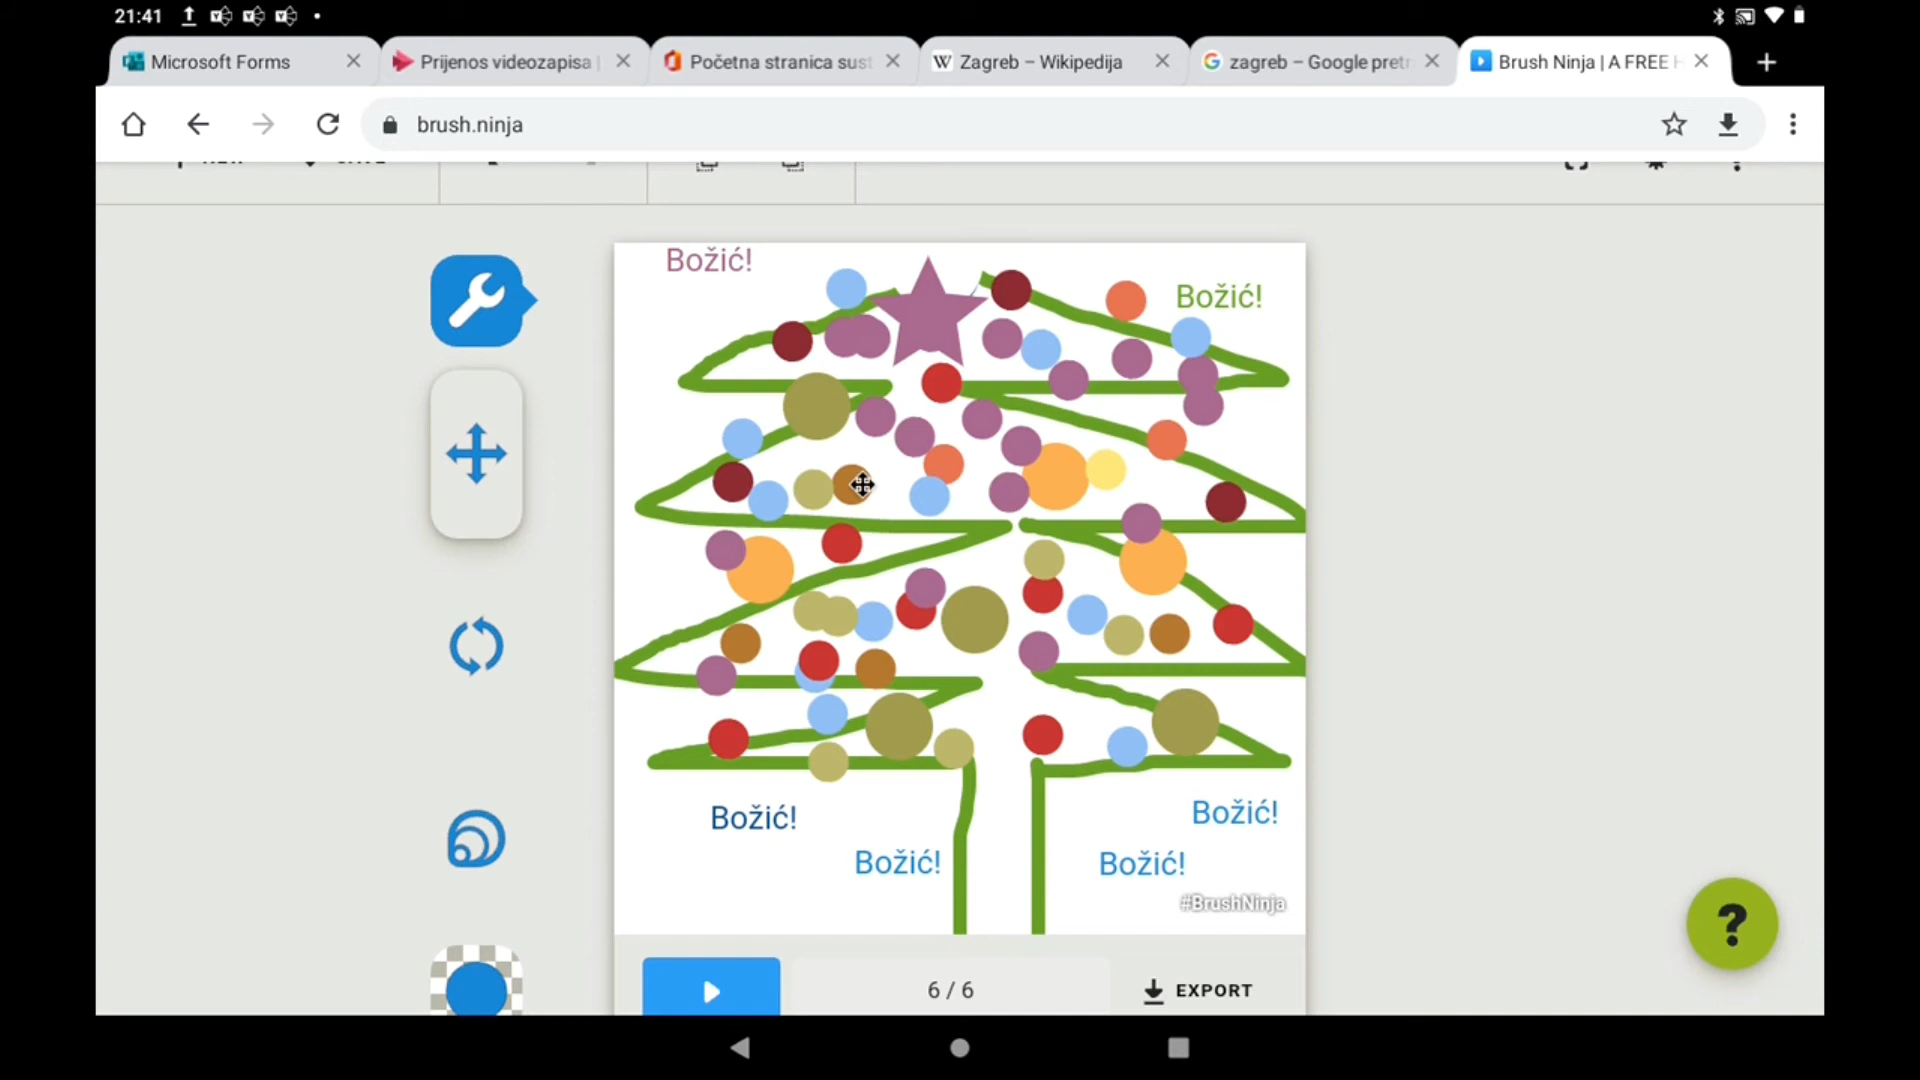 21:41
Microsoft Forms
Prijenos videozapisa |
Početna stranica sust
Zagreb – Wikipedija
zagreb – Google pretr
Brush Ninja | A FREE H
brush.ninja
Božić!
Božić!
Božić!
Božić!
Božić!
Božić!
#BrushNinja
6 / 6
EXPORT
?